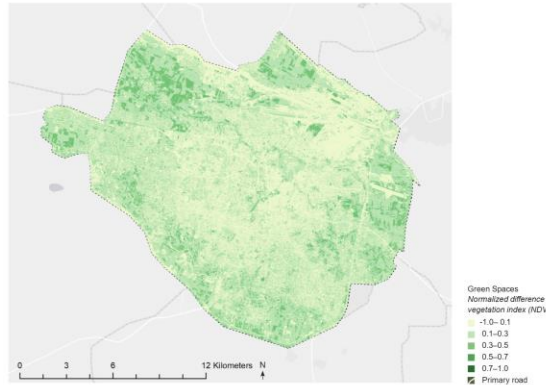 Green Spaces
Normalized difference
vegetation index (NDV
-1.0– 0.1
0.1–0.3
0.3–0.5
0.5–0.7
0.7–1.0
Primary road
0 3 6 12 Kilometers N